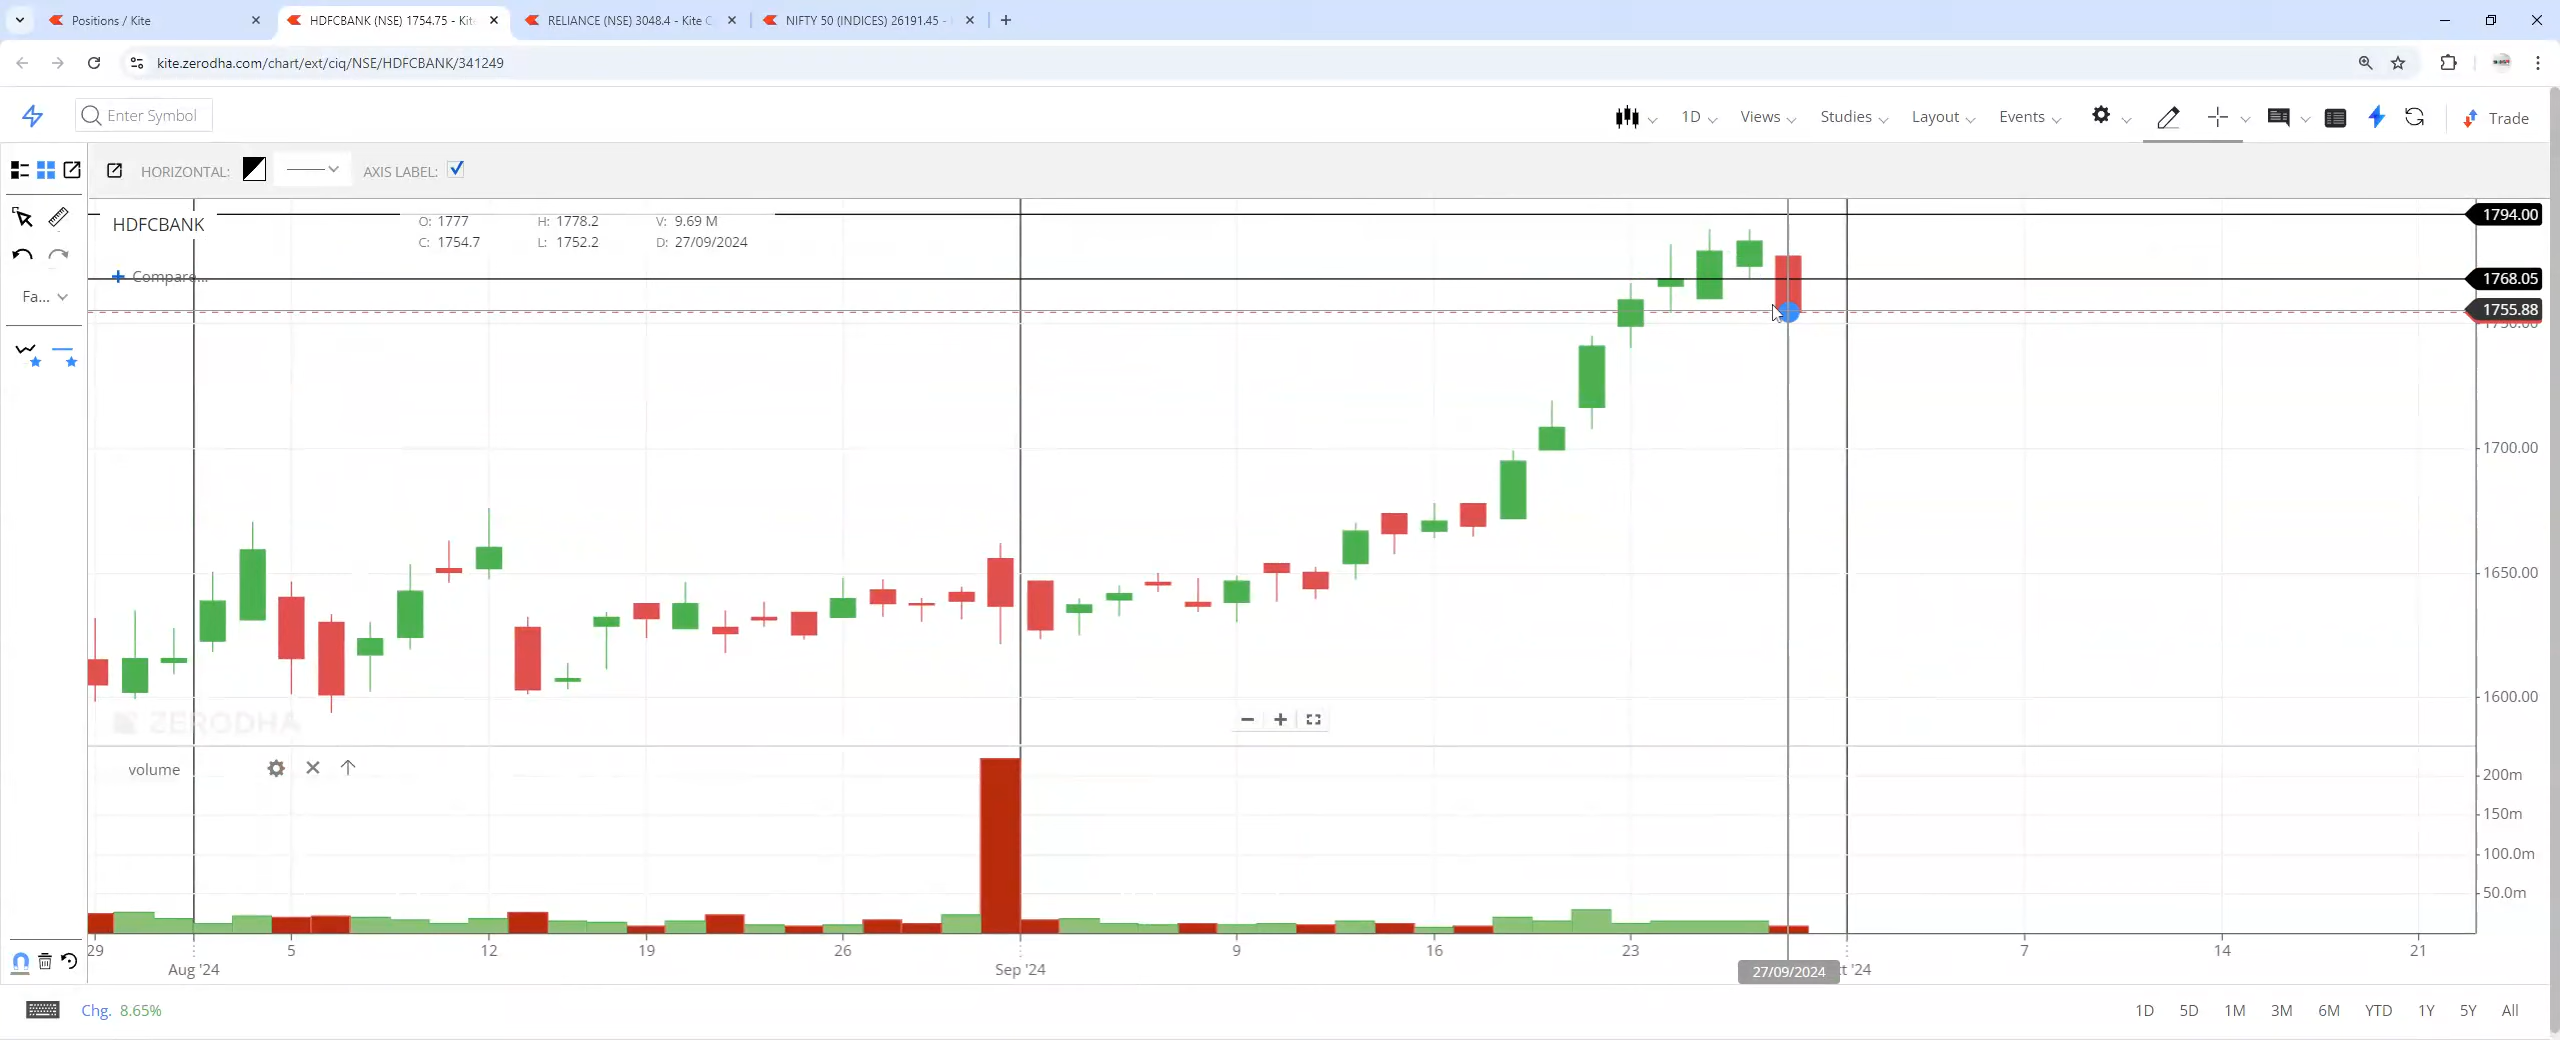 Positions / Kite
HDFCBANK (NSE) 1754.75 - Kite
RELIANCE (NSE) 3048.4 - Kite C
NIFTY 50 (INDICES) 26191.45 -
kite.zerodha.com/chart/ext/ciq/NSE/HDFCBANK/341249
Enter Symbol
1D
Views
Studies
Layout
Events
Trade
HORIZONTAL:
AXIS LABEL:
HDFCBANK
O: 1777
H: 1778.2
V: 9.69 M
C: 1754.7
L: 1752.2
D: 27/09/2024
Compare...
Fa...
1794.00
1768.05
1755.88
1750.00
1700.00
1650.00
1600.00
ZERODHA
volume
200m
150m
100.0m
50.0m
29
5
12
19
26
9
16
23
7
14
21
Aug '24
Sep '24
27/09/2024
ct '24
Chg. 8.65%
1D
5D
1M
3M
6M
YTD
1Y
5Y
All